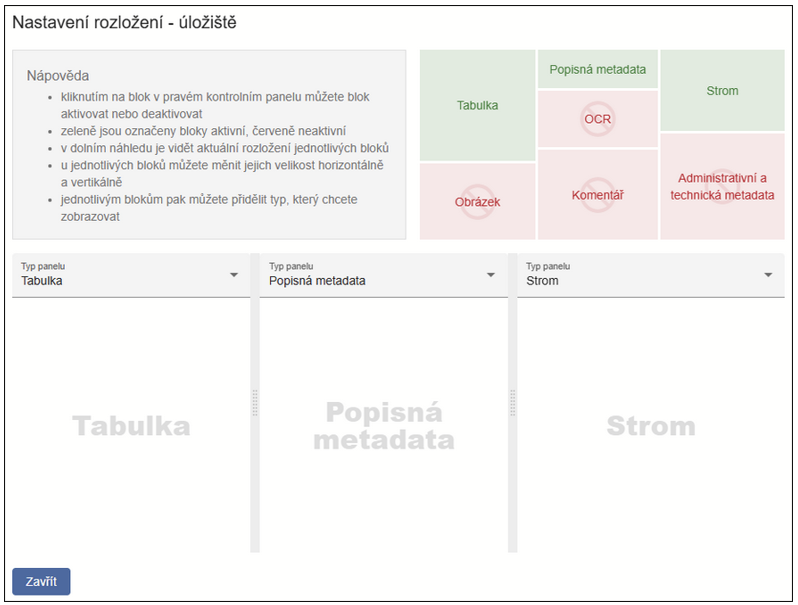 Nastavení rozložení - úložiště
Nápověda
• kliknutím na blok v pravém kontrolním panelu můžete blok
aktivovat nebo deaktivovat
• zeleně jsou označeny bloky aktivní, červeně neaktivní
• v dolním náhledu je vidět aktuální rozložení jednotlivých bloků
• u jednotlivých bloků můžete měnit jejich velikost horizontálně
a vertikálně
• jednotlivým blokům pak můžete přidělit typ, který chcete
zobrazovat
Tabulka
Obrázek
Popisná metadata
OCR
Komentář
Strom
Administrativní a
technická metadata
Typ panelu
Tabulka
Typ panelu
Popisná metadata
Typ panelu
Strom
Tabulka
Popisná
metadata
Strom
Zavřít